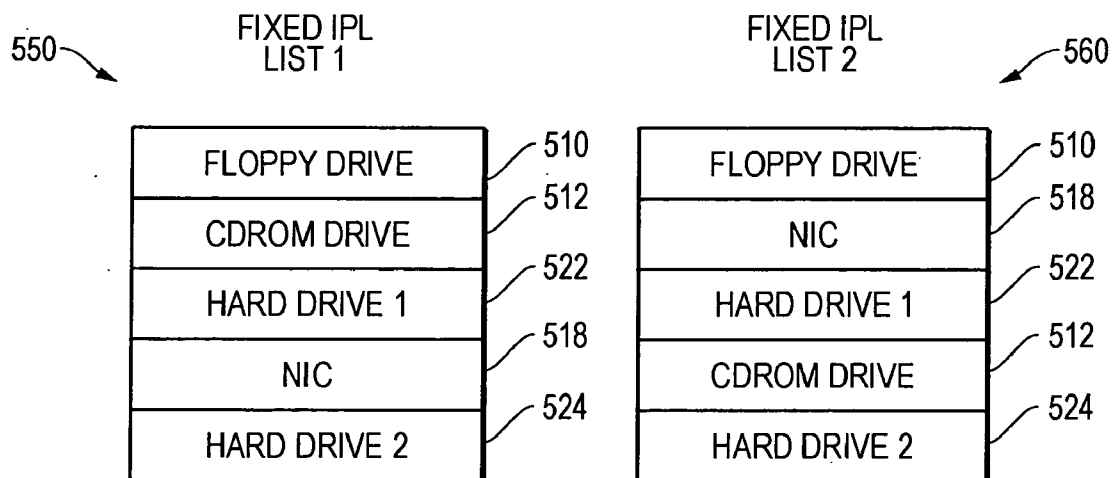 FIXED IPL
LIST 1
550
FLOPPY DRIVE
510
CDROM DRIVE
512
HARD DRIVE 1
522
NIC
518
HARD DRIVE 2
524
FIXED IPL
LIST 2
560
FLOPPY DRIVE
510
NIC
518
HARD DRIVE 1
522
CDROM DRIVE
512
HARD DRIVE 2
524